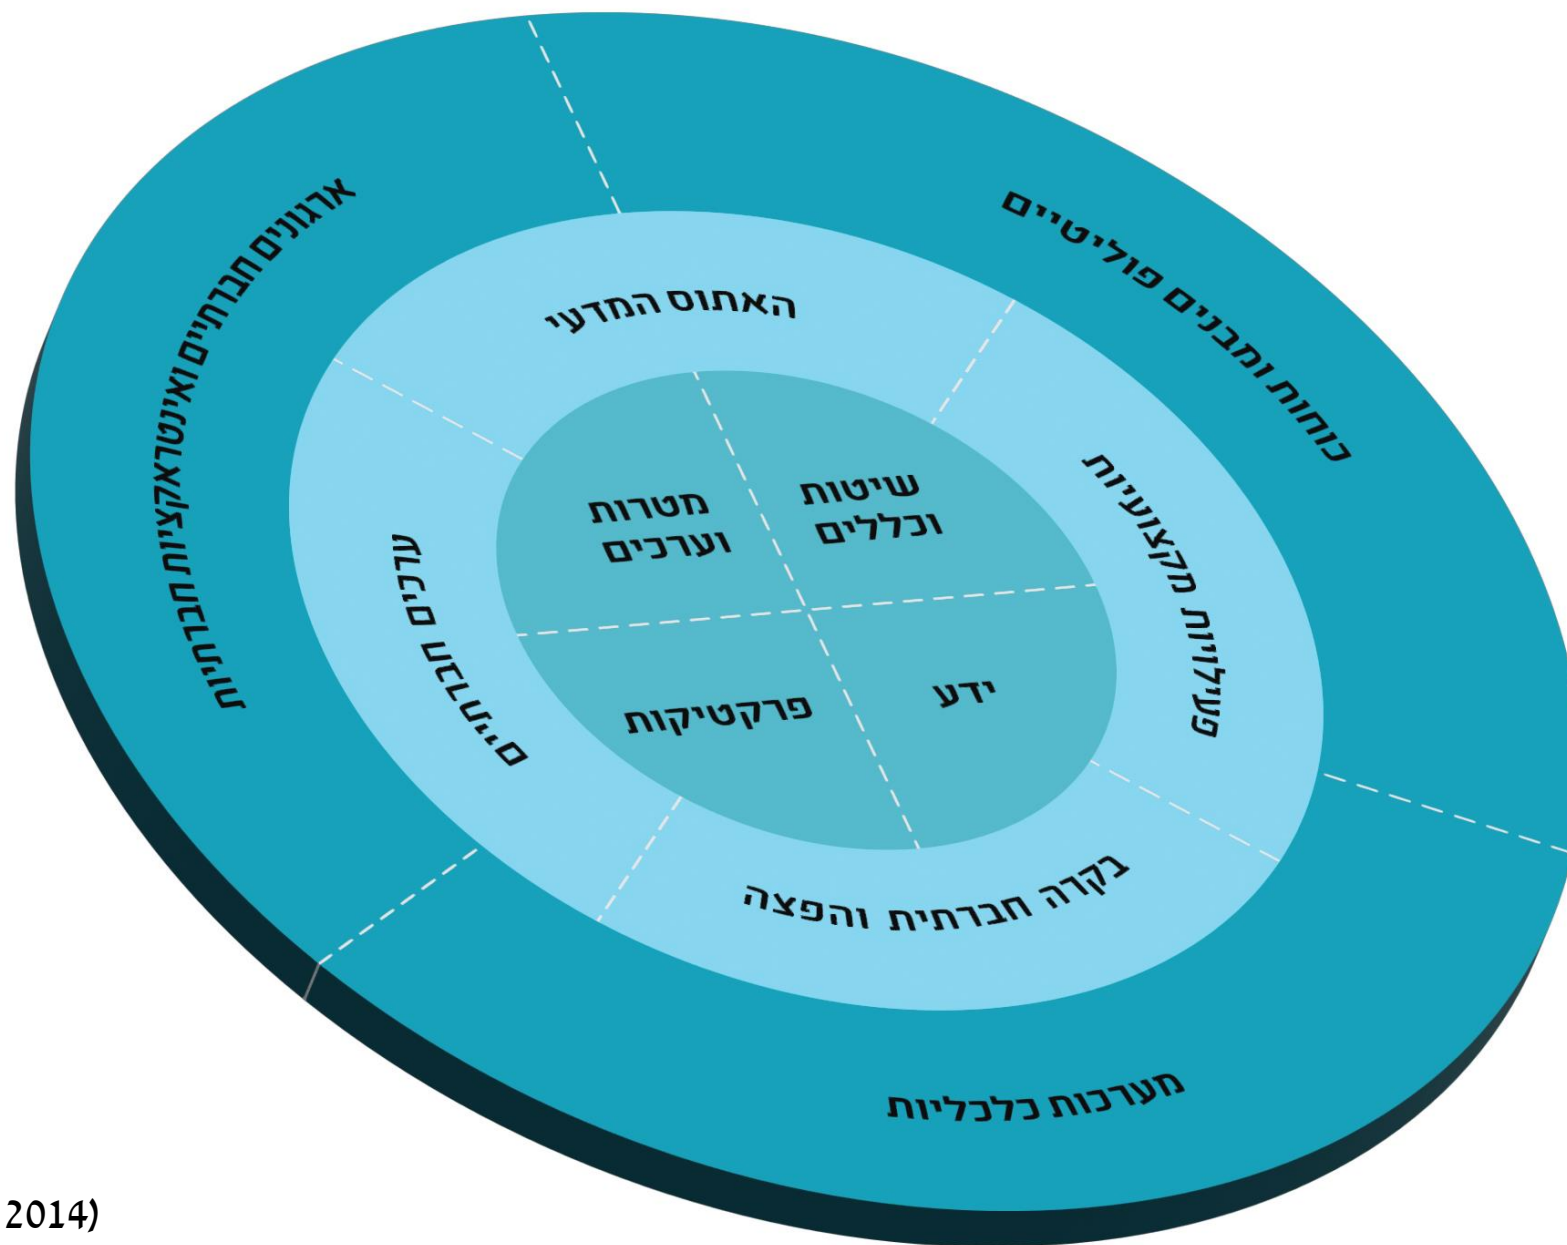 ארגונים חברתיים ואינטראקציות חברתיות
כוחות ומבנים פוליטיים
האתוס המדעי
פעילויות מקצועיות
שיטות
וכללים
מטרות
וערכים
ערכים חברתיים
ידע
פרקטיקות
בקרה חברתית והפצה
מערכות כלכליות
2014)